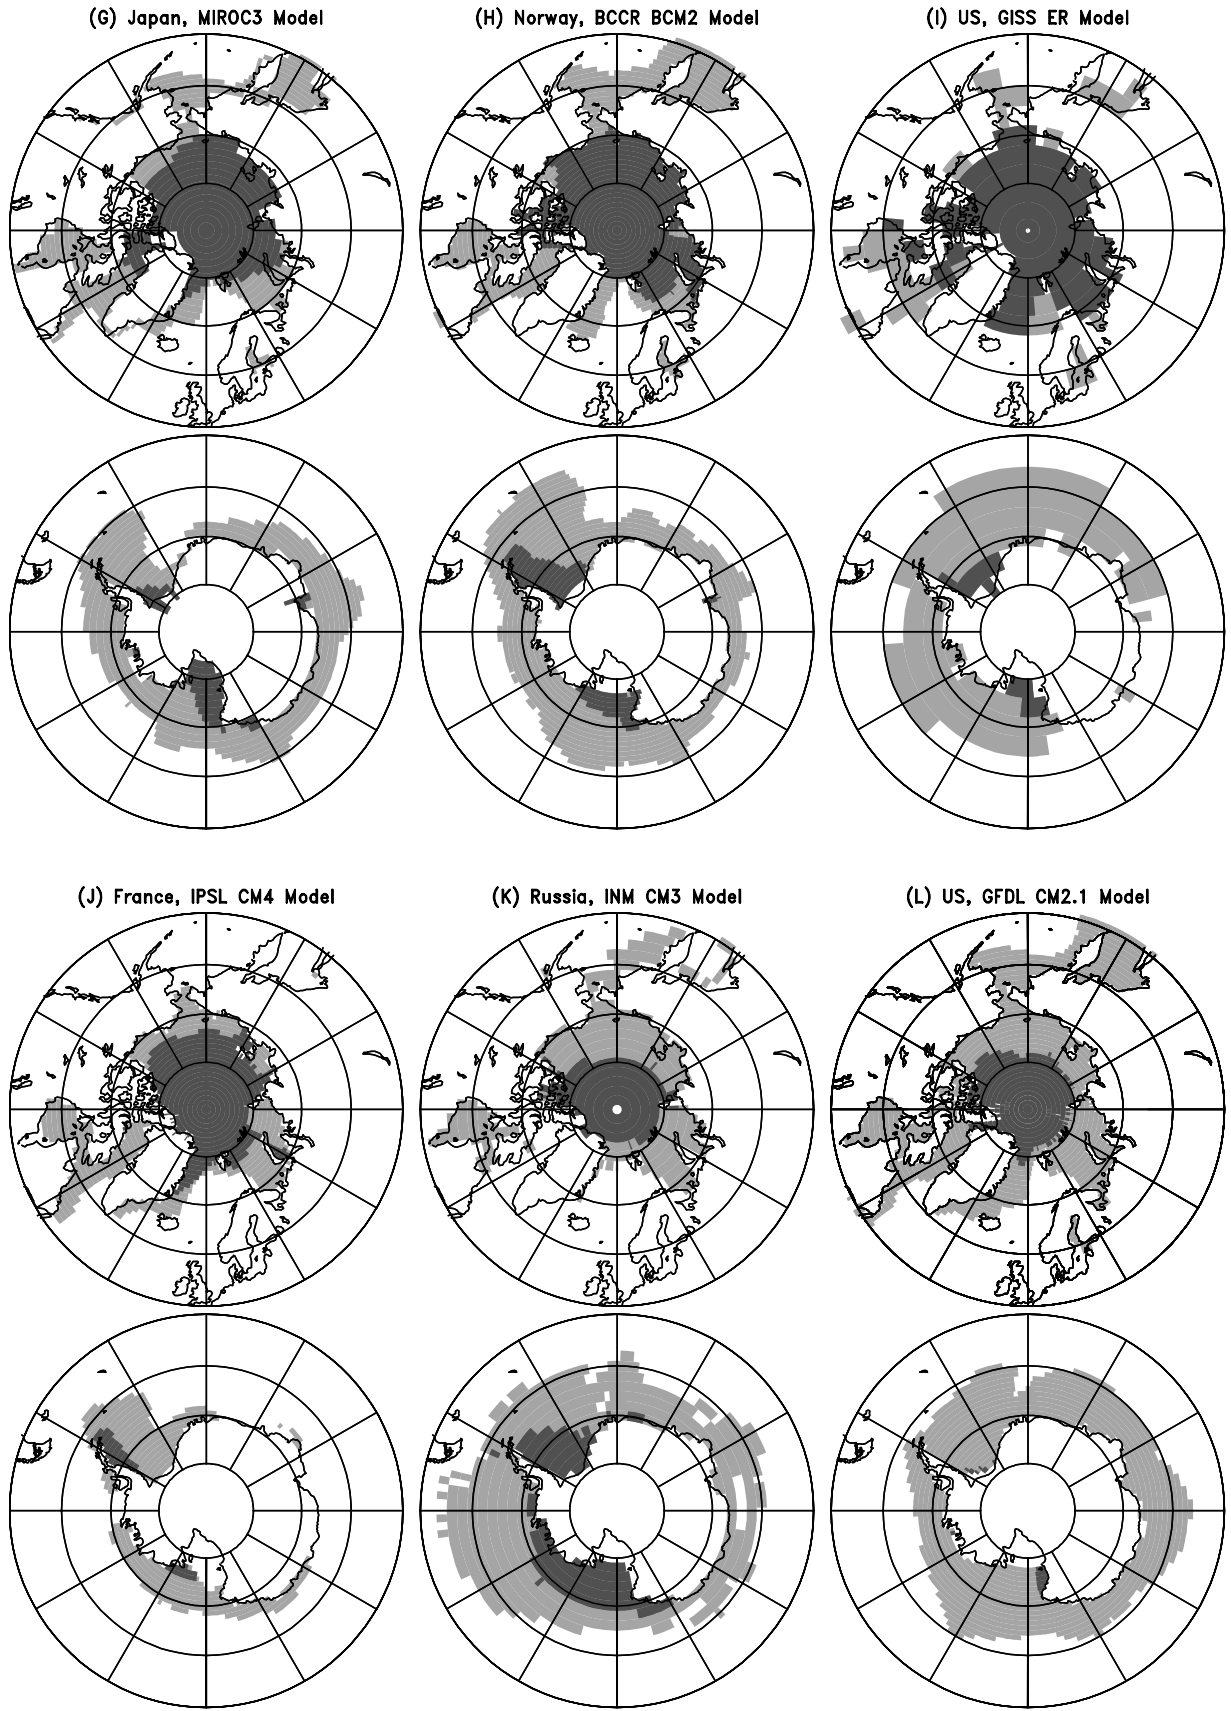 (G) Japan, MIROC3 Model
(H) Norway, BCCR BCM2 Model
(I) US, GISS ER Model
(J) France, IPSL CM4 Model
(K) Russia, INM CM3 Model
(L) US, GFDL CM2.1 Model